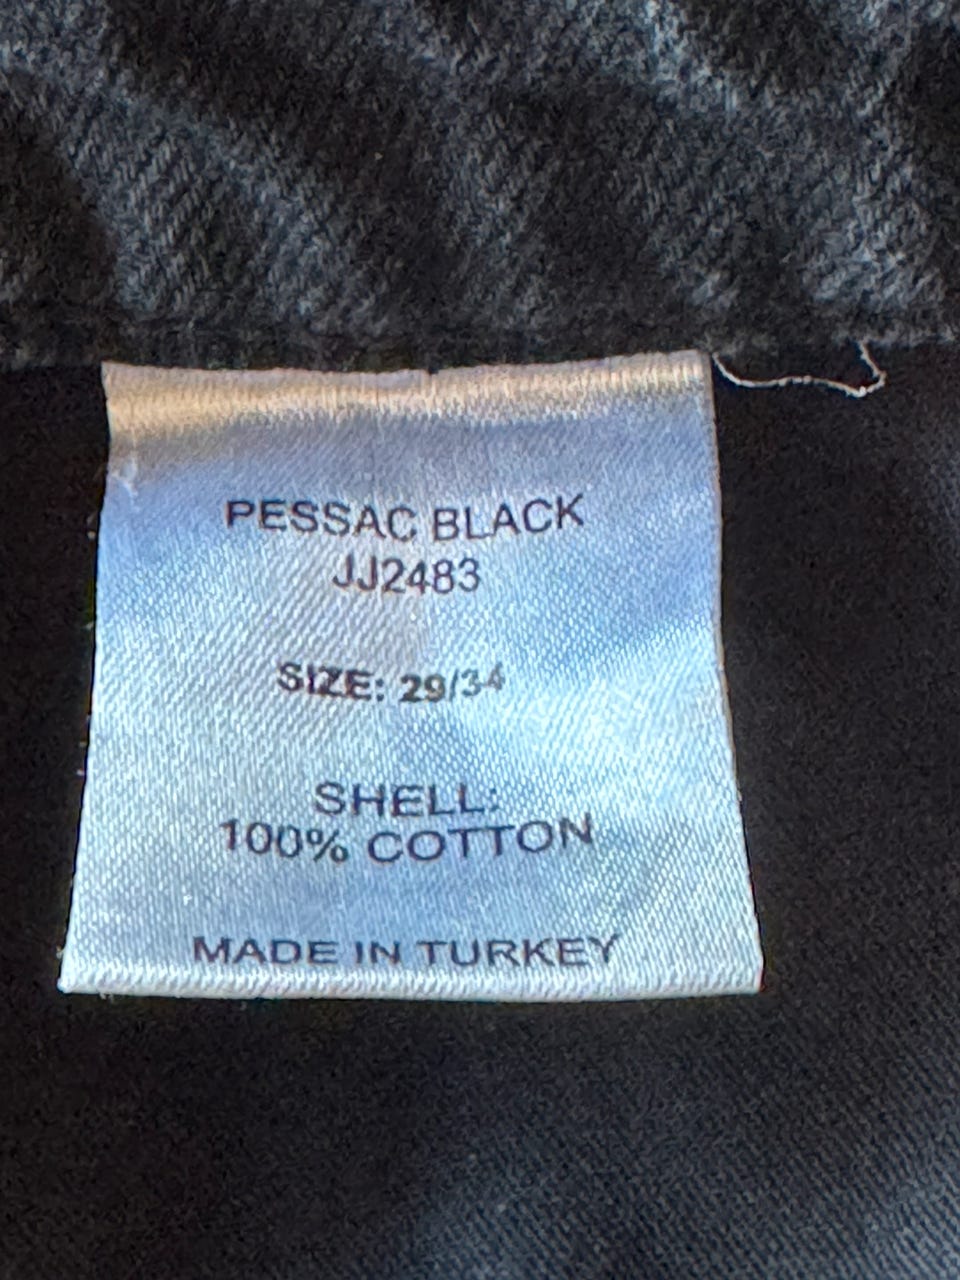 PESSAC BLACK
JJ2483
SIZE: 29/34
SHELL:
100% COTTON
MADE IN TURKEY